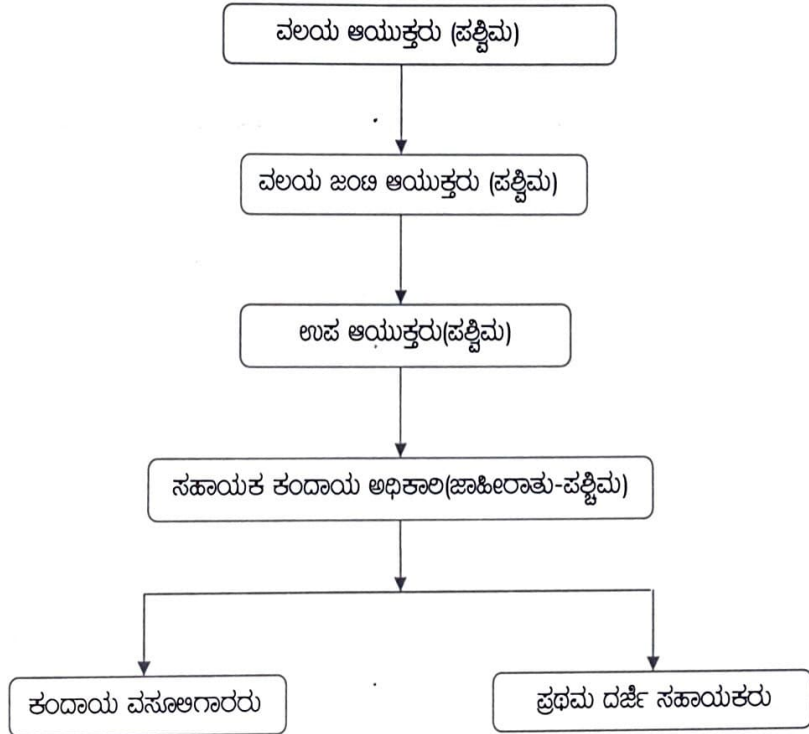 ವಲಯ ಆಯುಕ್ತರು (ಪಶ್ಚಿಮ)
ವಲಯ ಜಂಟಿ ಆಯುಕ್ತರು (ಪಶ್ಚಿಮ)
ಉಪ ಆಯುಕ್ತರು(ಪಶ್ಚಿಮ)
ಸಹಾಯಕ ಕಂದಾಯ ಅಧಿಕಾರಿ(ಜಾಹೀರಾತು-ಪಶ್ಚಿಮ)
ಕಂದಾಯ ವಸೂಲಿಗಾರರು
ಪ್ರಥಮ ದರ್ಜೆ ಸಹಾಯಕರು